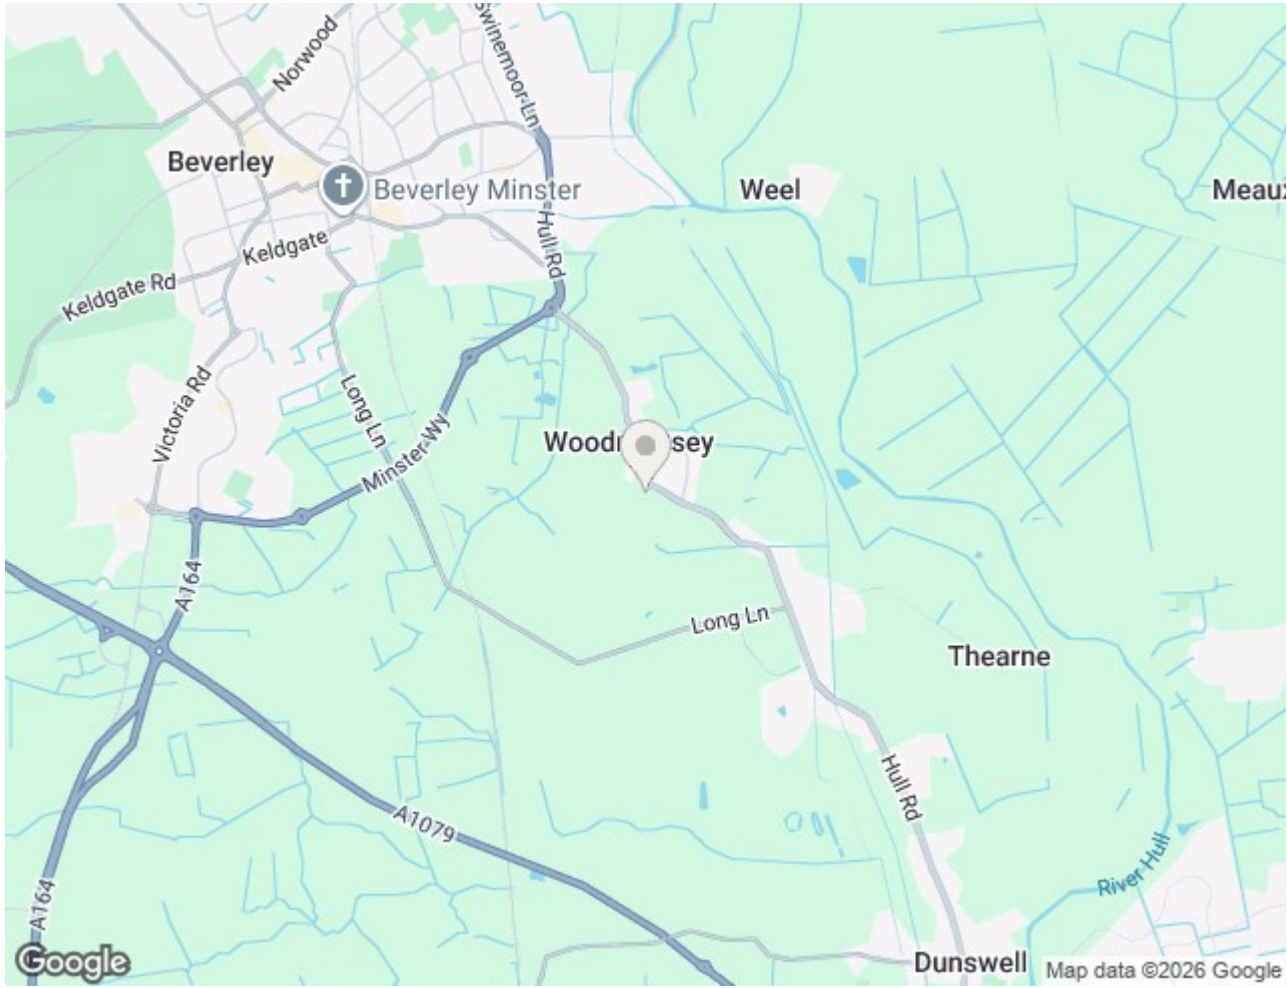 Swinemoor Ln
Norwood
Beverley
Beverley Minster
Weel
Meaux
Keldgate
Hull Rd
Keldgate Rd
Victoria Rd
Long Ln
Minster Wy
A164
Long Ln
Thearne
Hull Rd
A1079
River Hull
A164
Google
Dunswell
Map data ©2026 Google